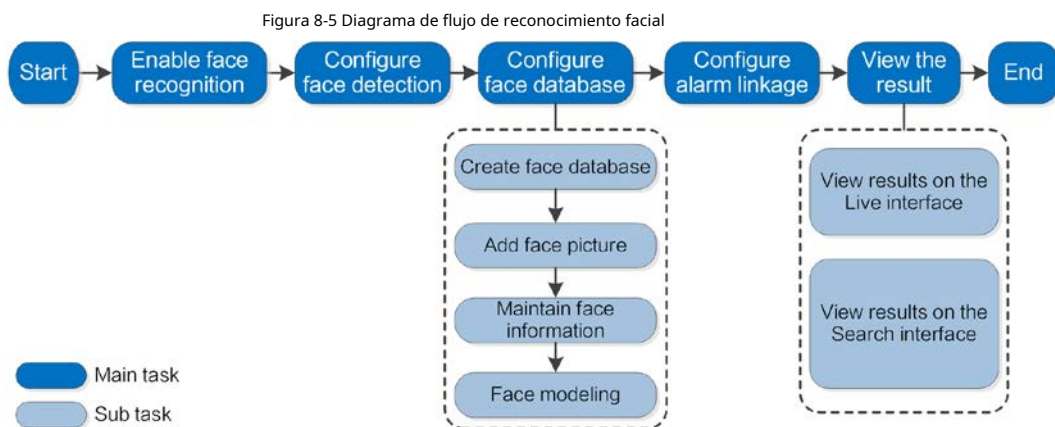 Figura 8-5 Diagrama de flujo de reconocimiento facial
Start
Enable face
recognition
Configure
face detection
Configure
face database
Configure
alarm linkage
View the
result
End
Create face database
Add face picture
Maintain face
information
Face modeling
View results on the
Live interface
View results on the
Search interface
Main task
Sub task